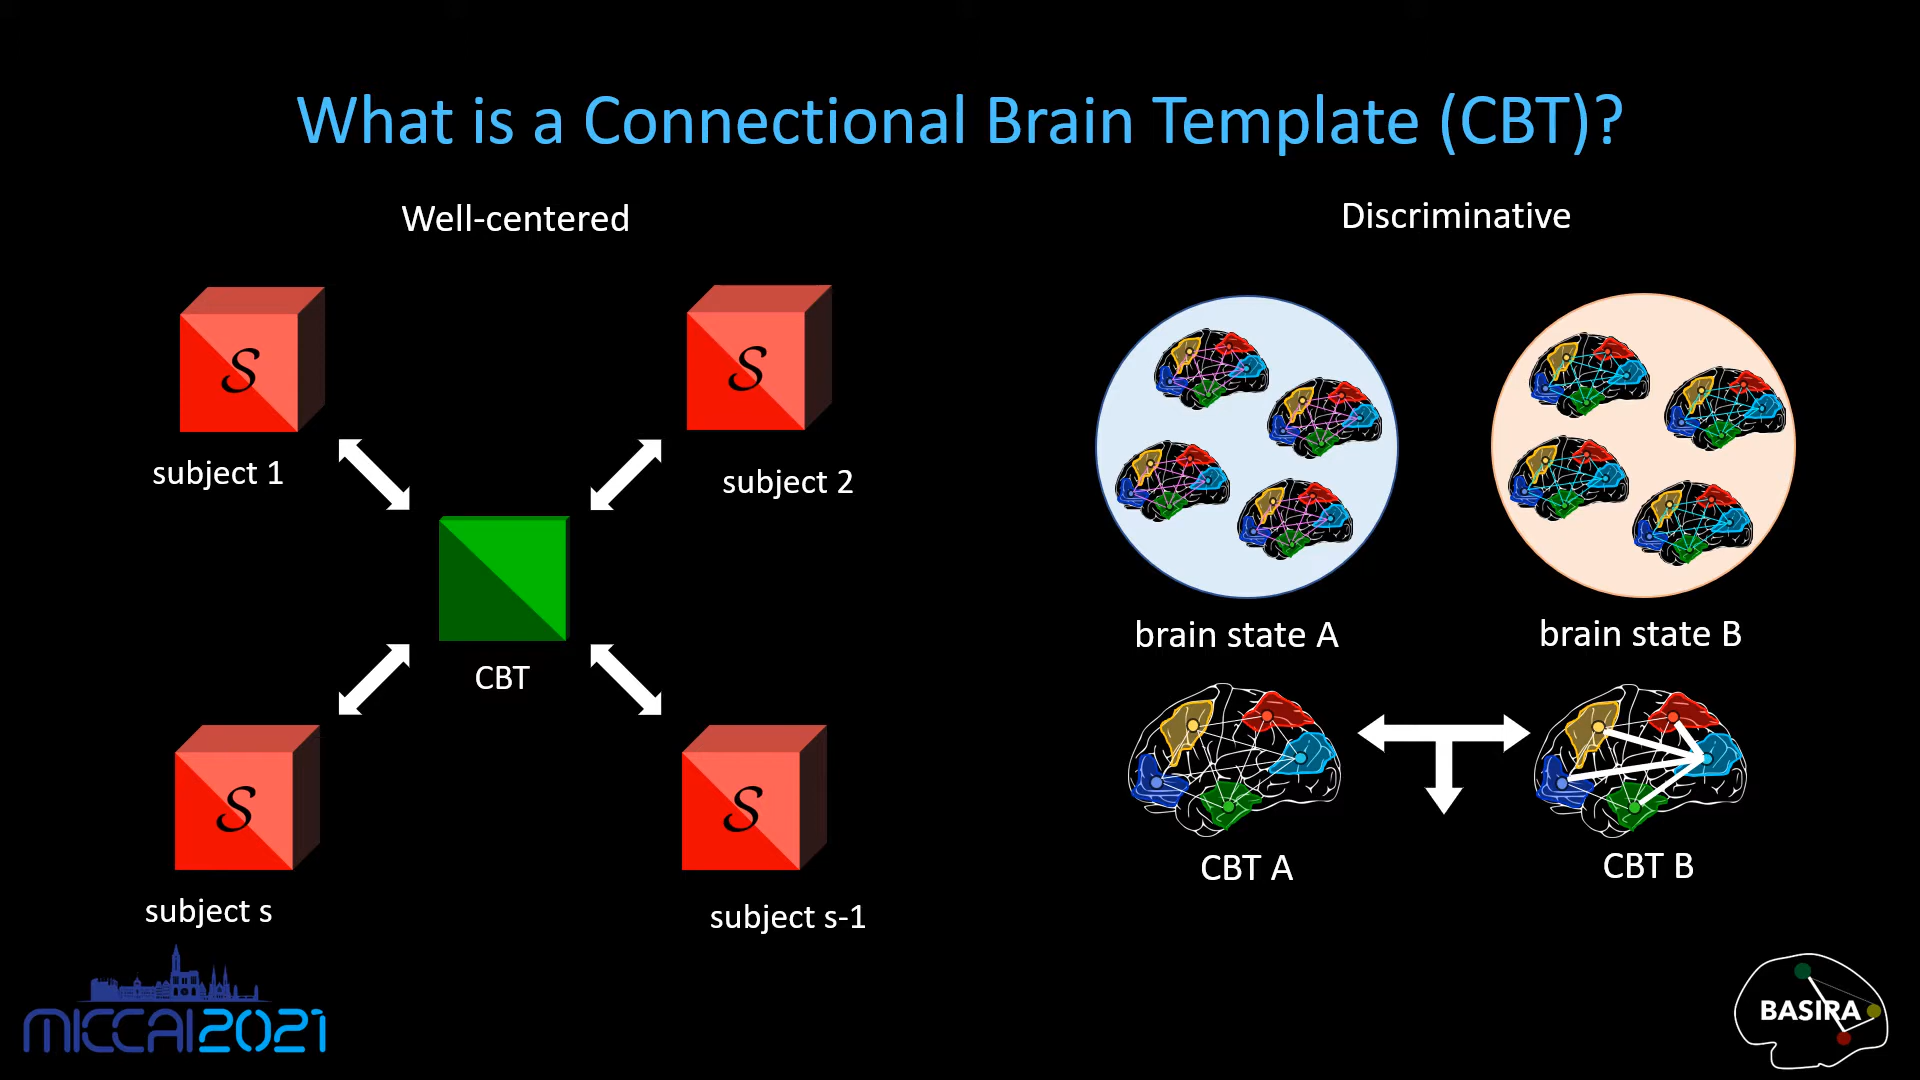 What is a Connectional Brain Template (CBT)?
Well-centered
Discriminative
S
S
subject 1
subject 2
CBT
S
S
subject s
subject s-1
brain state A
brain state B
CBT A
CBT B
MICCAI2021
BASIRA